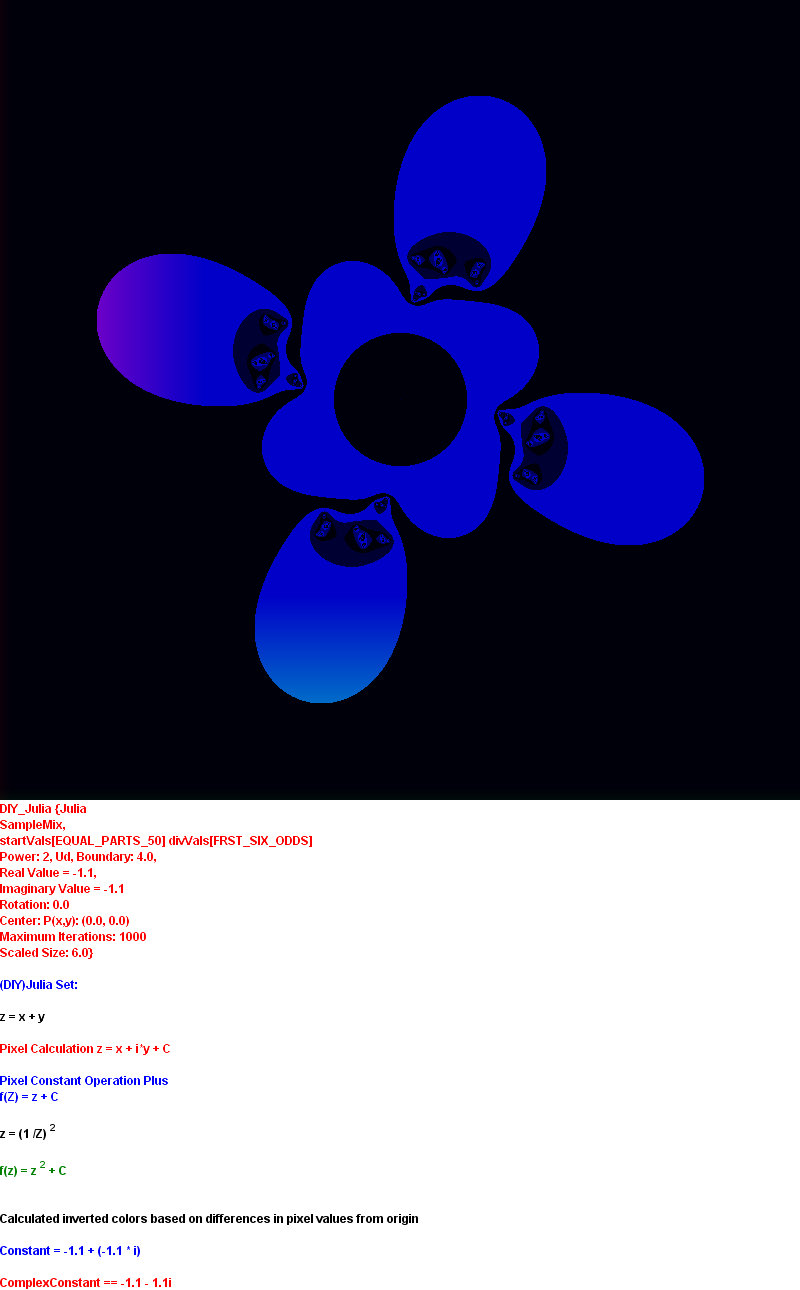 DIY_Julia {Julia
SampleMix,
startVals[EQUAL_PARTS_50] divVals[FRST_SIX_ODDS]
Power: 2, Ud, Boundary: 4.0,
Real Value = -1.1,
Imaginary Value = -1.1
Rotation: 0.0
Center: P(x,y): (0.0, 0.0)
Maximum Iterations: 1000
Scaled Size: 6.0}
(DIY)Julia Set:
z = x + y
Pixel Calculation z = x + i*y + C
Pixel Constant Operation Plus
f(Z) = z + C
z = (1 /Z) ²
f(z) = z ² + C
Calculated inverted colors based on differences in pixel values from origin
Constant = -1.1 + (-1.1 * i)
ComplexConstant == -1.1 - 1.1i